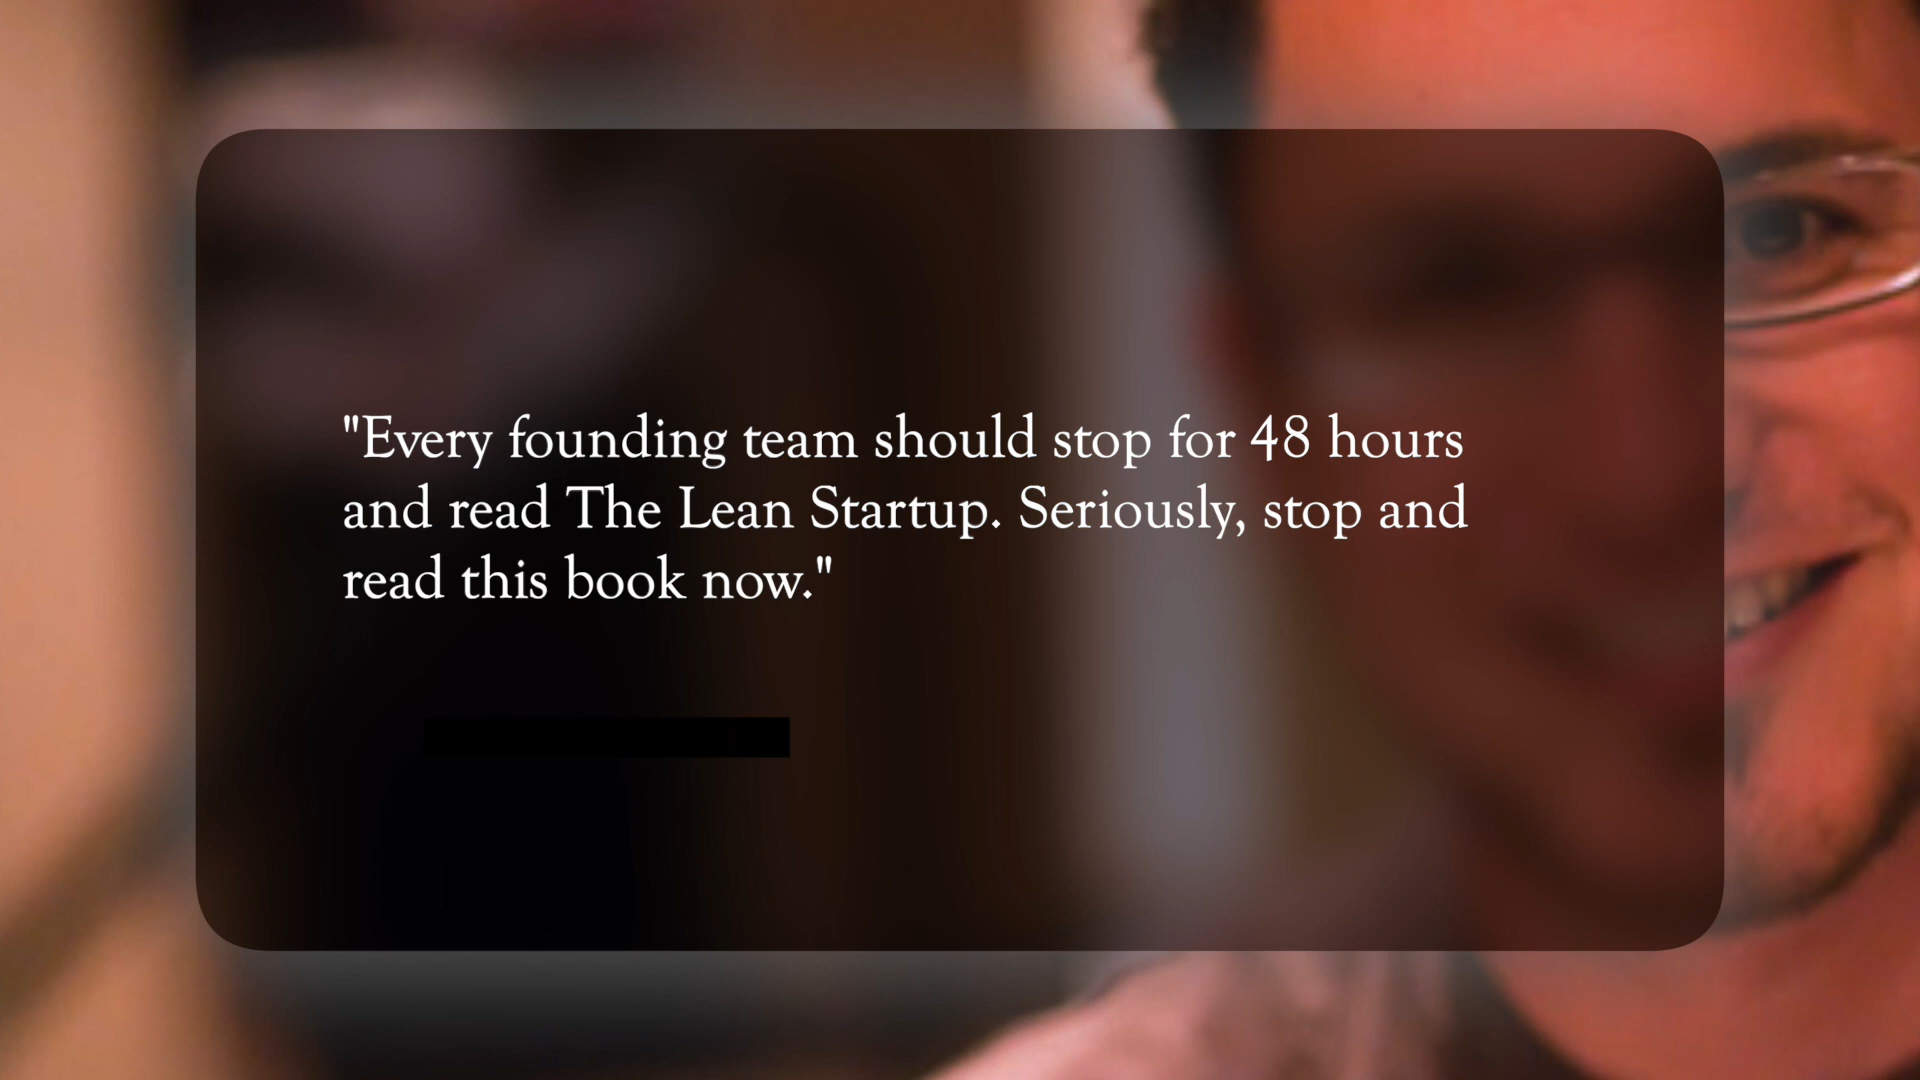 "Every founding team should stop for 48 hours
and read The Lean Startup. Seriously, stop and
read this book now."